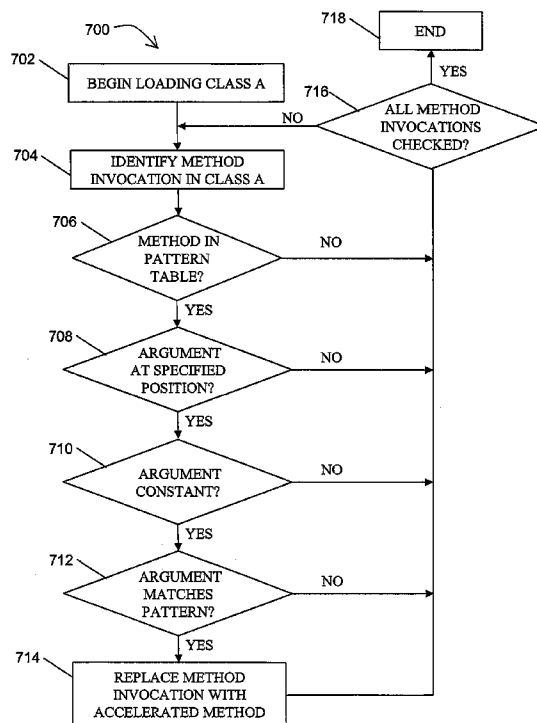 700
702
BEGIN LOADING CLASS A
718
END
YES
716
ALL METHOD
INVOCATIONS
CHECKED?
NO
704
IDENTIFY METHOD
INVOCATION IN CLASS A
706
METHOD IN
PATTERN
TABLE?
NO
YES
708
ARGUMENT
AT SPECIFIED
POSITION?
NO
YES
710
ARGUMENT
CONSTANT?
NO
YES
712
ARGUMENT
MATCHES
PATTERN?
NO
YES
714
REPLACE METHOD
INVOCATION WITH
ACCELERATED METHOD